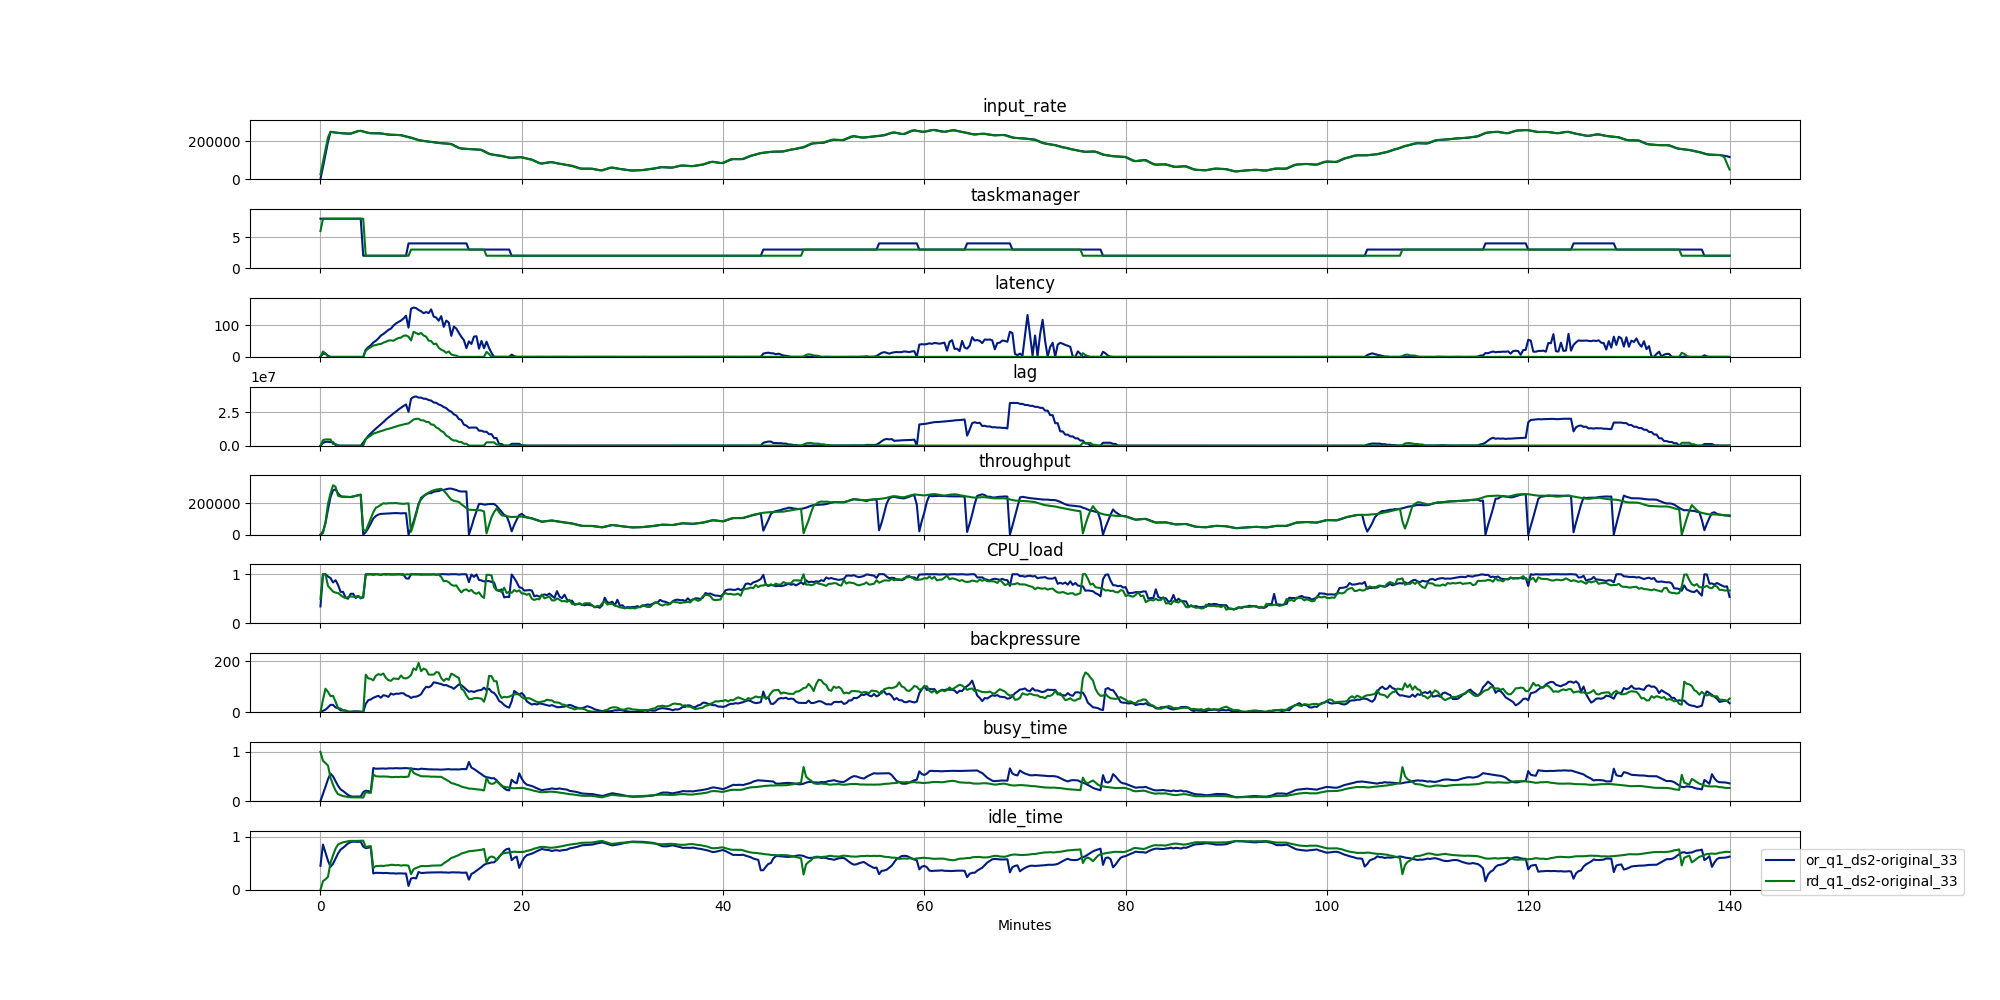 input_rate
200000
0
taskmanager
5
0
latency
100
0
lag
1e7
2.5
0.0
throughput
200000
0
CPU_load
1
0
backpressure
200
0
busy_time
1
0
idle_time
1
0
or_q1_ds2-original_33
rd_q1_ds2-original_33
0 20 40 60 80 100 120 140
Minutes